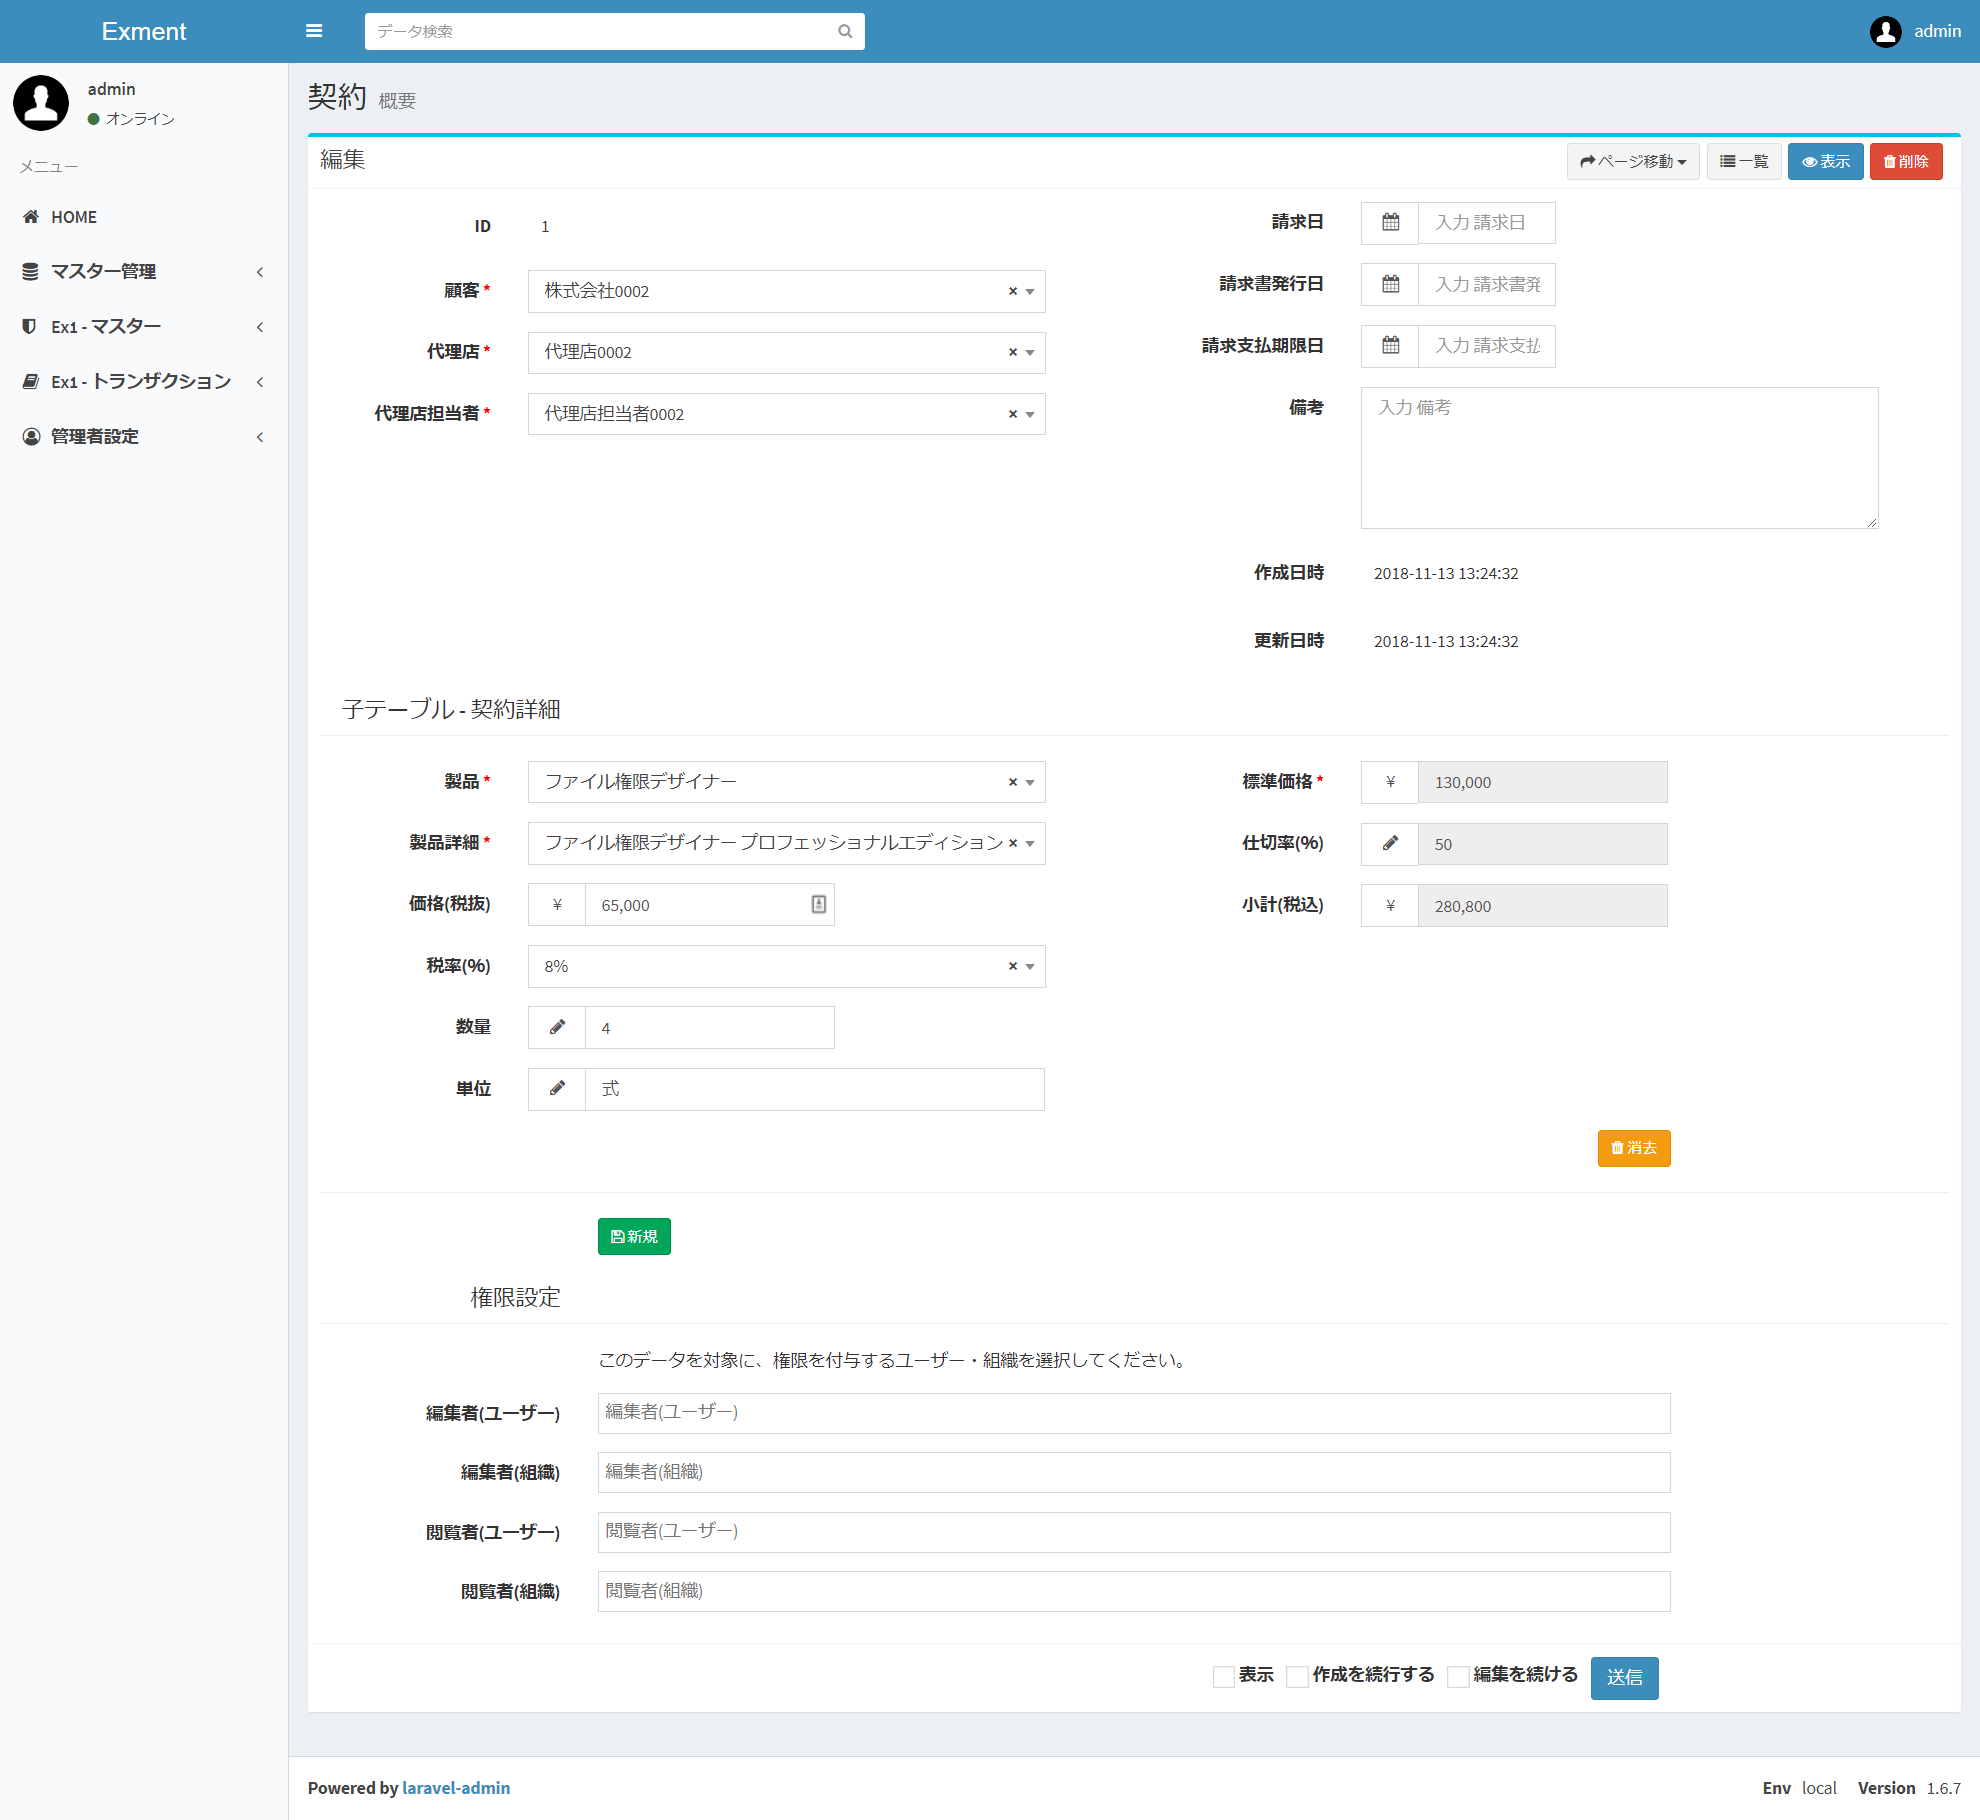 Exment
データ検索
admin
admin
オンライン
メニュー
HOME
マスター管理
Ex1 - マスター
Ex1 - トランザクション
管理者設定
契約 概要
編集
ページ移動
一覧
表示
削除
ID 1
顧客* 株式会社0002 ×
代理店* 代理店0002 ×
代理店担当者* 代理店担当者0002 ×
請求日 入力 請求日
請求書発行日 入力 請求書発
請求支払期限日 入力 請求支払
備考 入力 備考
作成日時 2018-11-13 13:24:32
更新日時 2018-11-13 13:24:32
子テーブル - 契約詳細
製品* ファイル権限デザイナー ×
製品詳細* ファイル権限デザイナー プロフェッショナルエディション ×
価格(税抜) ¥ 65,000
税率(%) 8% ×
数量 4
単位 式
標準価格* ¥ 130,000
仕切率(%) 50
小計(税込) ¥ 280,800
消去
新規
権限設定
このデータを対象に、権限を付与するユーザー・組織を選択してください。
編集者(ユーザー) 編集者(ユーザー)
編集者(組織) 編集者(組織)
閲覧者(ユーザー) 閲覧者(ユーザー)
閲覧者(組織) 閲覧者(組織)
表示 作成を続行する 編集を続ける 送信
Powered by laravel-admin
Env local Version 1.6.7